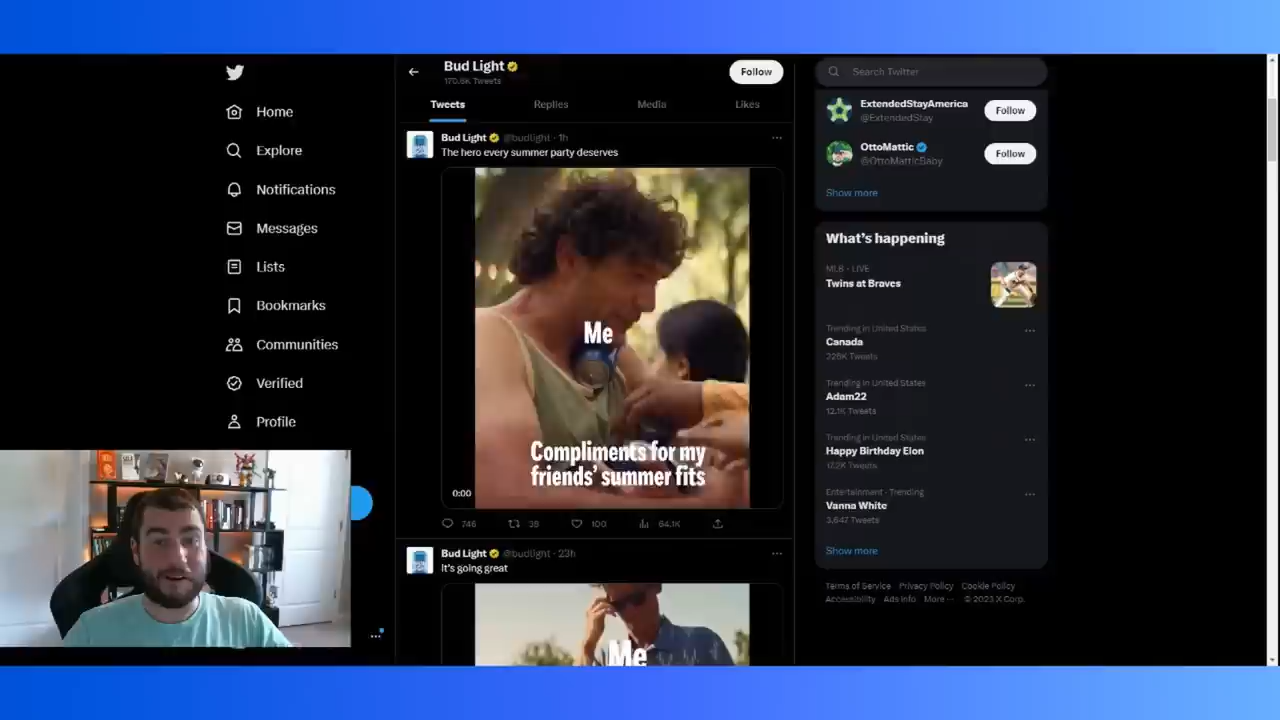 Home
Explore
Notifications
Messages
Lists
Bookmarks
Communities
Verified
Profile
Bud Light
170.6K Tweets
Follow
Tweets Replies Media Likes
Bud Light @budlight · 1h
The hero every summer party deserves
Me
Compliments for my
friends' summer fits
0:00
746 38 100 64.1K
Bud Light @budlight · 23h
It's going great
Me
Search Twitter
ExtendedStayAmerica
@ExtendedStay
Follow
OttoMattic
@OttoMatticBaby
Follow
Show more
What's happening
MLB · LIVE
Twins at Braves
Trending in United States
Canada
226K Tweets
Trending in United States
Adam22
12.1K Tweets
Trending in United States
Happy Birthday Elon
17.2K Tweets
Entertainment · Trending
Vanna White
3,647 Tweets
Show more
Terms of Service Privacy Policy Cookie Policy
Accessibility Ads info More ··· © 2023 X Corp.